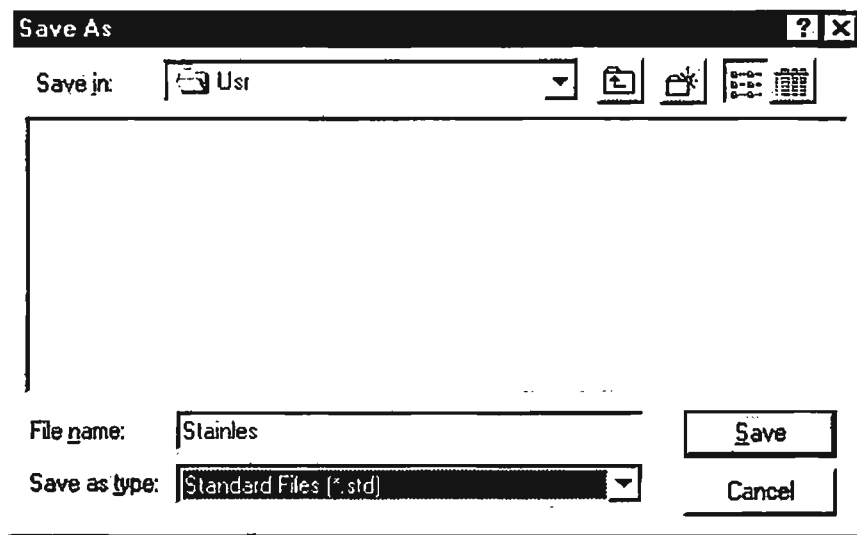 Save As
Save in: Usr
File name: Stainles Save
Save as type: Standard Files (*.std) Cancel